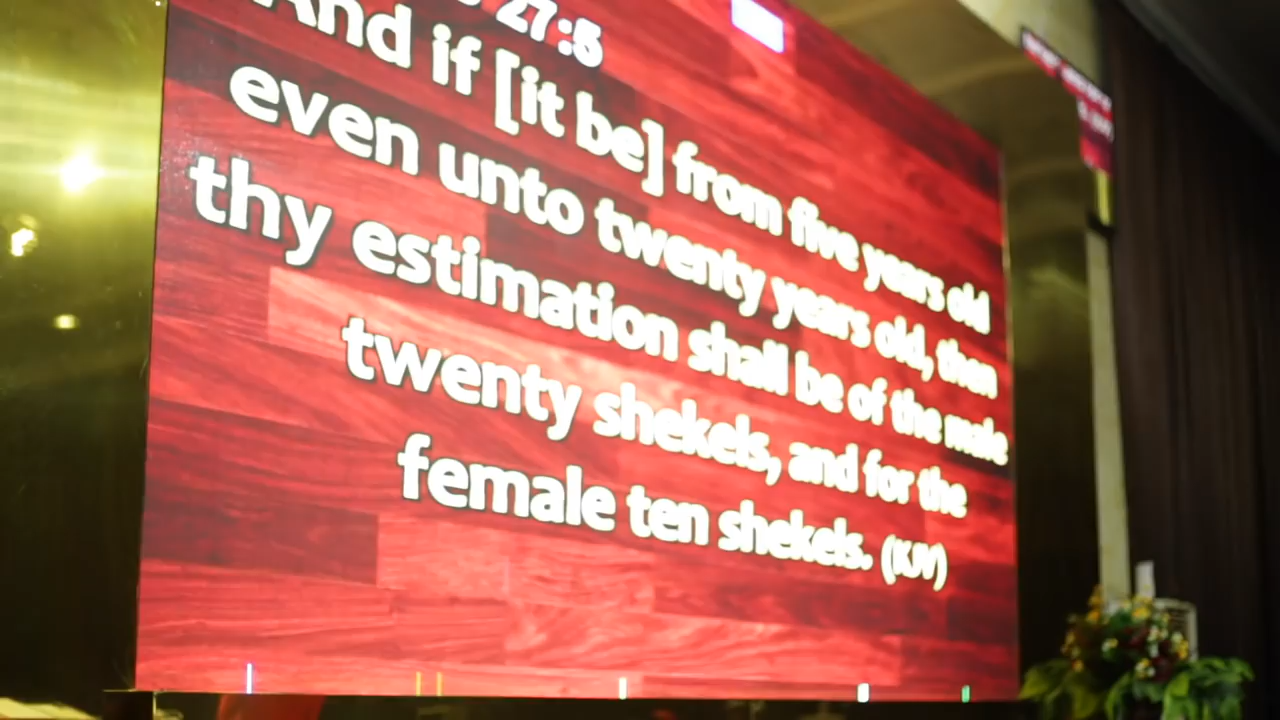 27:5
And if [it be] from five years old
even unto twenty years old, then
thy estimation shall be of the male
twenty shekels, and for the
female ten shekels. (KJV)